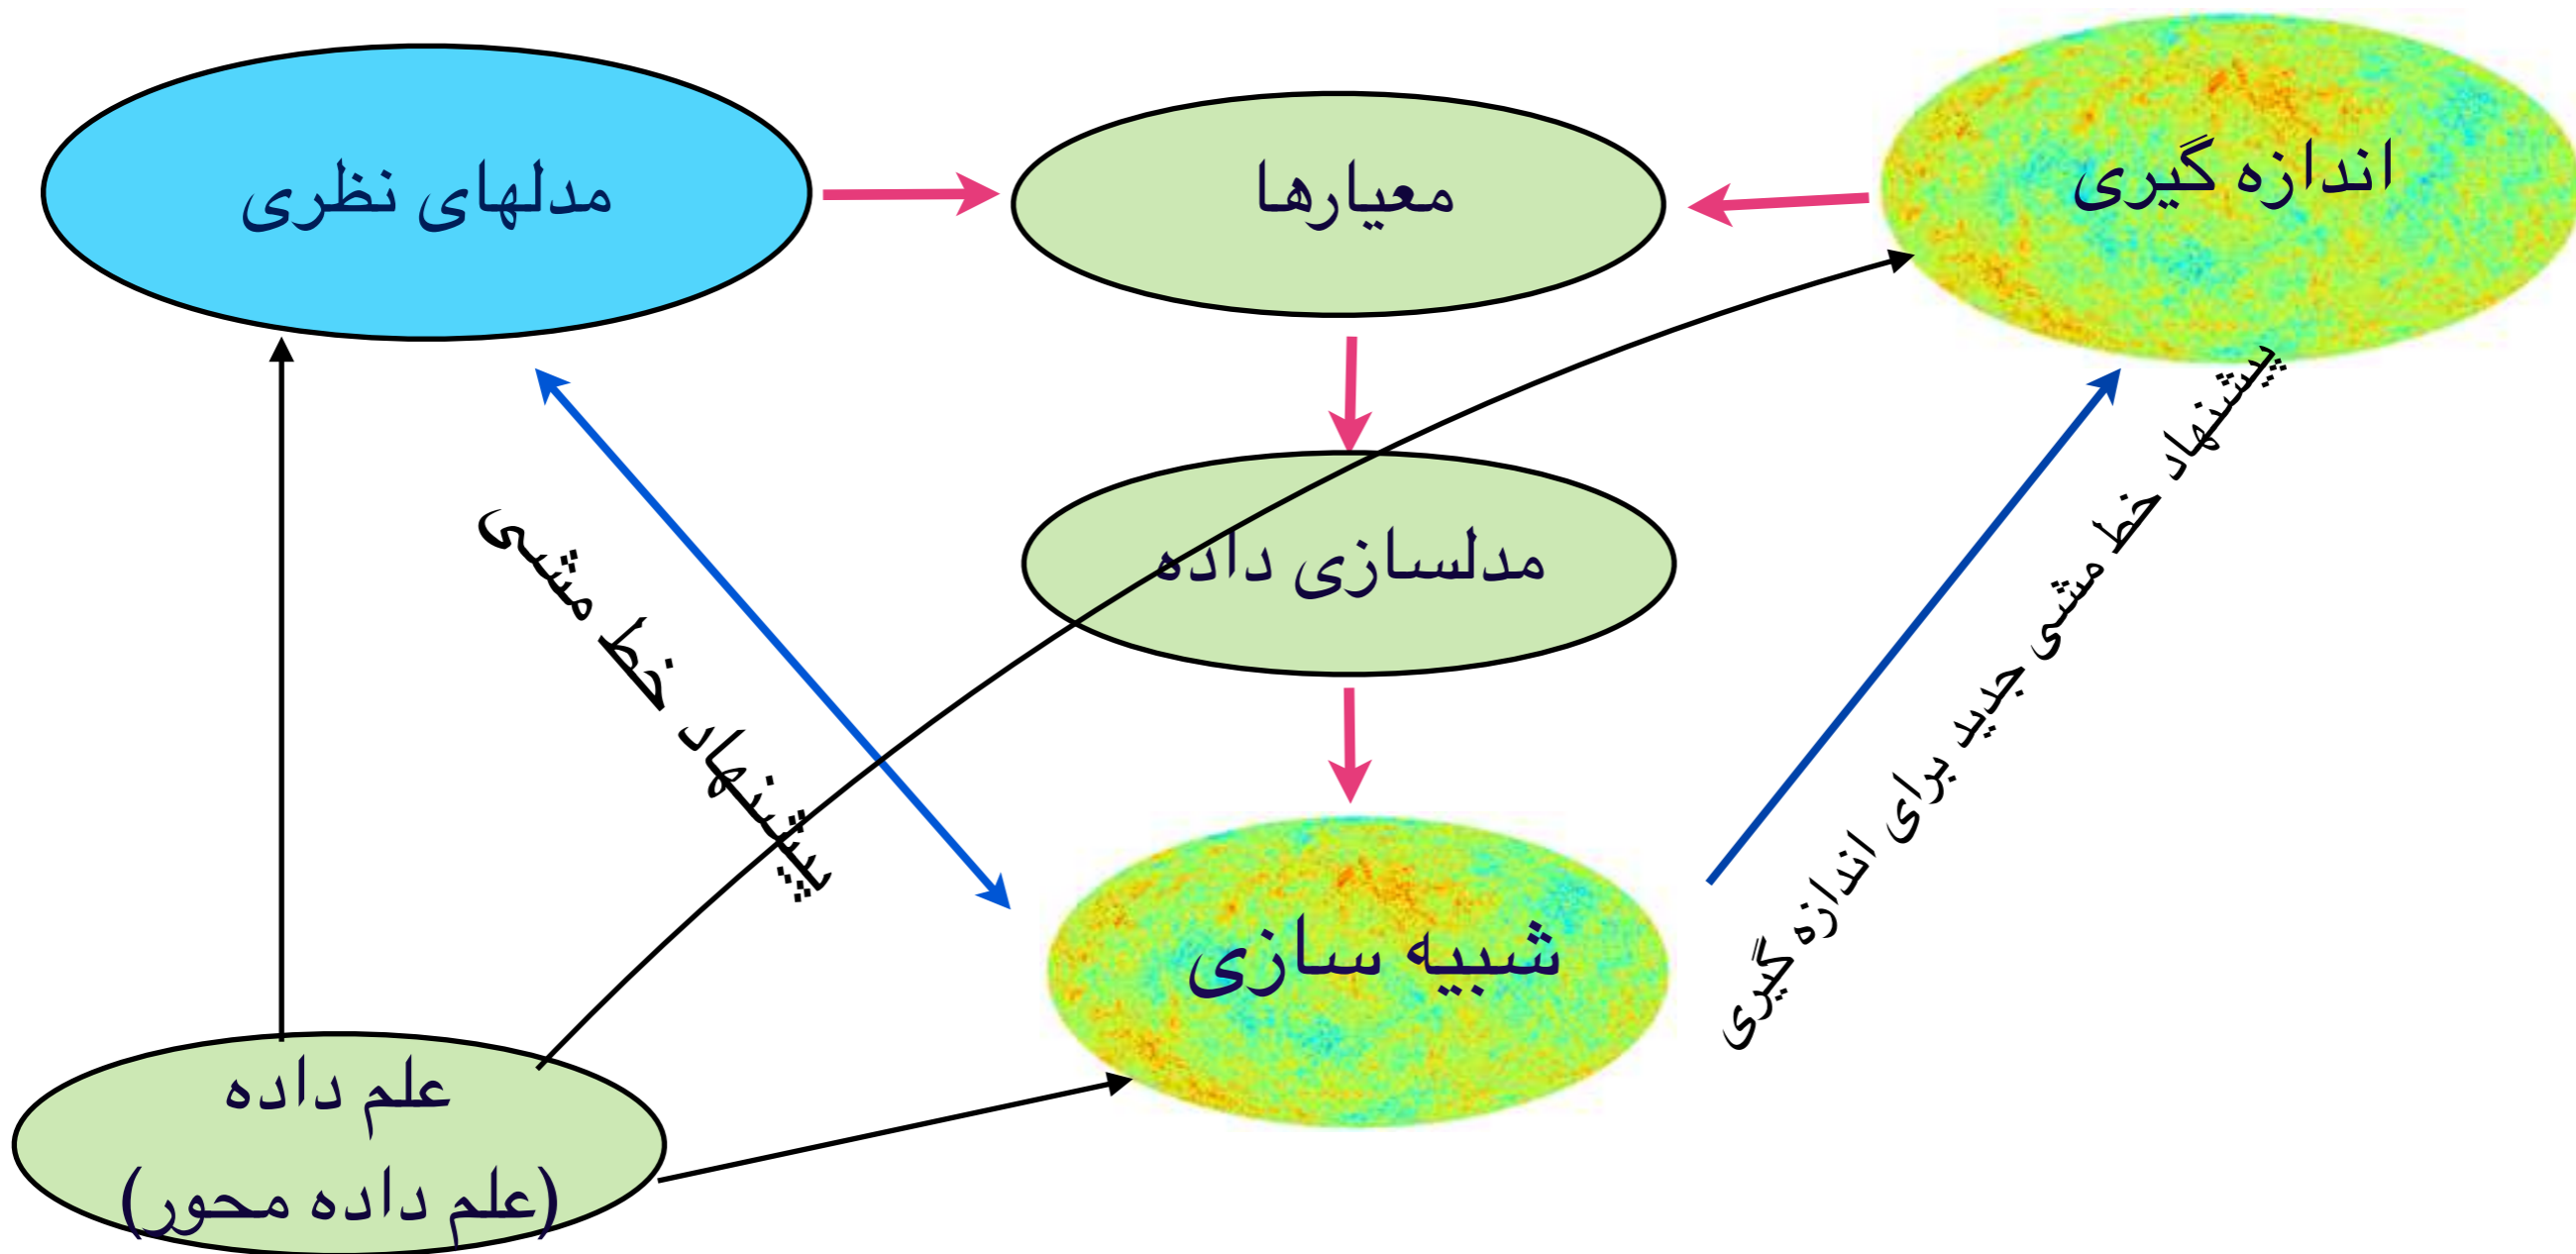 اندازه گیری
معیارها
مدلهای نظری
مدلسازی داده
پیشنهاد خط مشی جدید برای اندازه گیری
پیشنهاد خط مشی
شبیه سازی
علم داده
(علم داده محور)